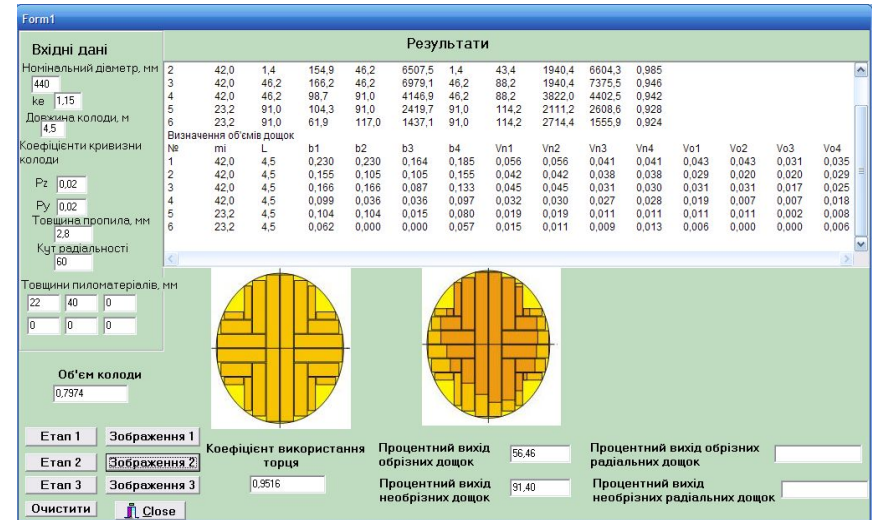 Form1
Вхідні дані
Номінальний діаметр, мм
440
ke 1,15
Довжина колоди, м
4,5
Коефіцієнти кривизни
колоди
Pz 0,02
Py 0,02
Товщина пропила, мм
2,8
Кут радіальності
60
Товщини пиломатеріалів, мм
22 40 0
0 0 0
Результати
2 42,0 1,4 154,9 46,2 6507,5 1,4 43,4 1940,4 6604,3 0,985
3 42,0 46,2 166,2 46,2 6979,1 46,2 88,2 1940,4 7375,5 0,946
4 42,0 46,2 98,7 91,0 4146,9 46,2 88,2 3822,0 4402,5 0,942
5 23,2 91,0 104,3 91,0 2419,7 91,0 114,2 2111,2 2608,6 0,928
6 23,2 91,0 61,9 117,0 1437,1 91,0 114,2 2714,4 1555,9 0,924
Визначення об'ємів дощок
№ mi L b1 b2 b3 b4 Vn1 Vn2 Vn3 Vn4 Vo1 Vo2 Vo3 Vo4
1 42,0 4,5 0,230 0,230 0,164 0,185 0,056 0,056 0,041 0,041 0,043 0,043 0,031 0,035
2 42,0 4,5 0,155 0,105 0,105 0,155 0,042 0,042 0,038 0,038 0,029 0,020 0,020 0,029
3 42,0 4,5 0,166 0,166 0,087 0,133 0,045 0,045 0,031 0,030 0,031 0,031 0,017 0,025
4 42,0 4,5 0,099 0,036 0,036 0,097 0,032 0,030 0,027 0,028 0,019 0,007 0,007 0,018
5 23,2 4,5 0,104 0,104 0,015 0,080 0,019 0,019 0,011 0,011 0,011 0,011 0,002 0,008
6 23,2 4,5 0,062 0,000 0,000 0,057 0,015 0,011 0,009 0,013 0,006 0,000 0,000 0,006
Об'єм колоди
0,7974
Етап 1 Зображення 1
Етап 2 Зображення 2
Етап 3 Зображення 3
Очистити Close
Коефіцієнт використання
торця
0,9516
Процентний вихід
обрізних дощок
56,46
Процентний вихід
необрізних дощок
91,40
Процентний вихід обрізних
радіальних дощок
Процентний вихід
необрізних радіальних дощок